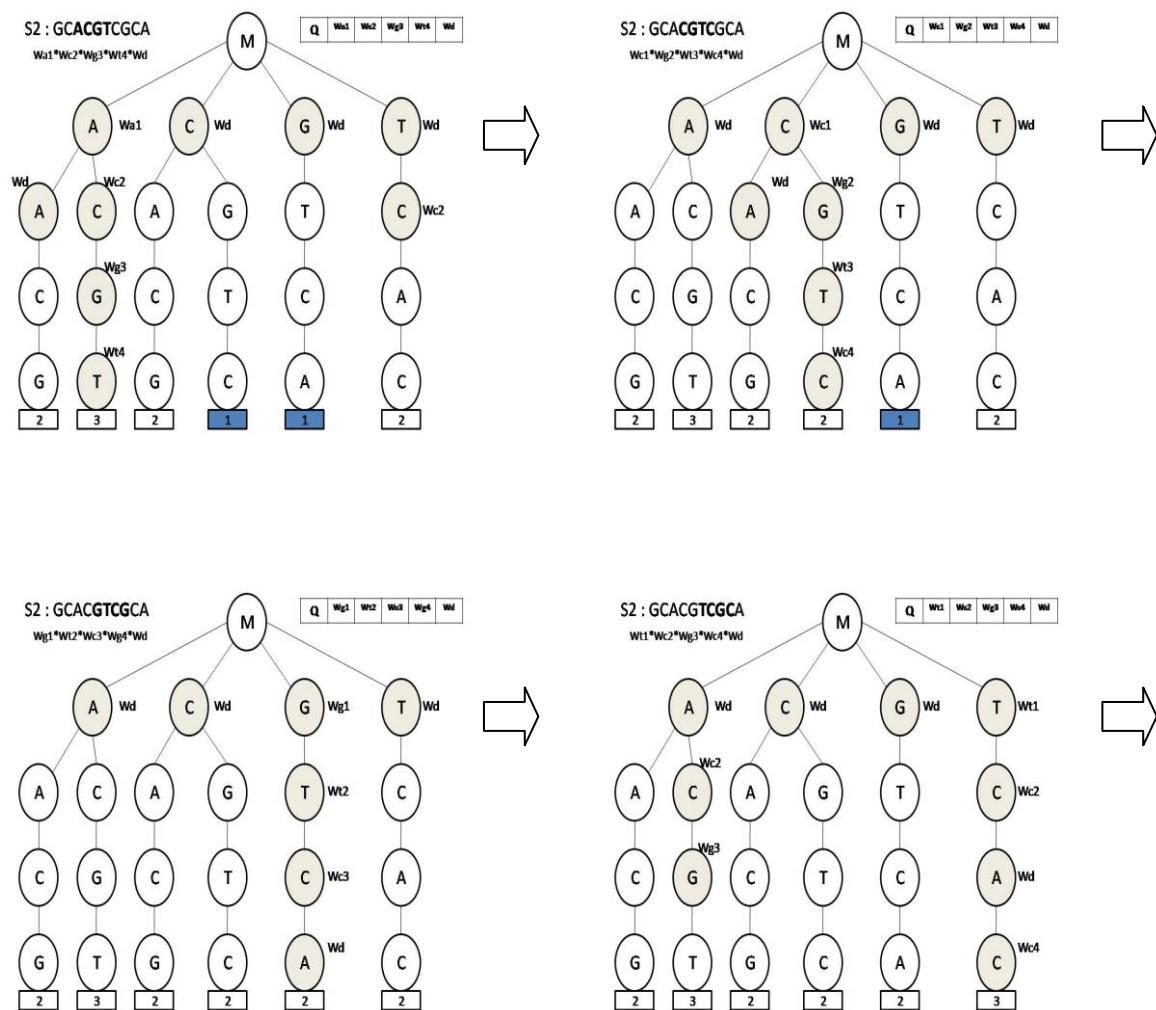 S2 : GCACGTCGCA
Q Wa1 Wc2 Wg3 Wt4 Wd
Wa1*Wc2*Wg3*Wt4*Wd
M
A Wa1 C Wd G Wd T Wd
Wd Wc2
A C A G T C Wc2
Wg3
C G C T C A
Wt4
G T G C A C
2 3 2 1 1 2
S2 : GCACGTCGCA
Q Wc1 Wg2 Wt3 Wc4 Wd
Wc1*Wg2*Wt3*Wc4*Wd
M
A Wd C Wc1 G Wd T Wd
Wd Wg2
A C A G T C
Wt3
C G C T C A
Wc4
G T G C A C
2 3 2 2 1 2
S2 : GCACGTCGCA
Q Wg1 Wt2 Wc3 Wg4 Wd
Wg1*Wt2*Wc3*Wg4*Wd
M
A Wd C Wd G Wg1 T Wd
A C A G T Wt2 C
C G C T C Wc3 A
Wd
G T G C A C
2 3 2 2 2 2
S2 : GCACGTCGCA
Q Wt1 Wc2 Wg3 Wc4 Wd
Wt1*Wc2*Wg3*Wc4*Wd
M
A Wd C Wd G Wd T Wt1
Wc2
A C A G T C Wc2
Wg3
C G C T C A Wd
G T G C A C Wc4
2 3 2 2 2 3